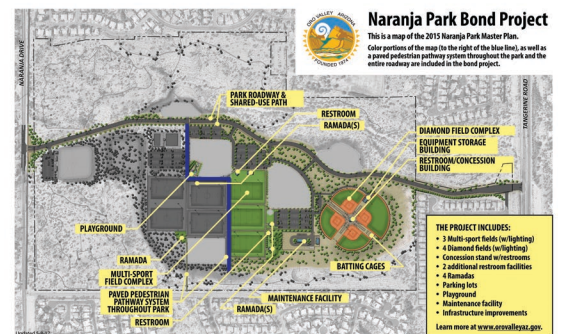 Naranja Park Bond Project
This is a map of the 2015 Naranja Park Master Plan.
Color portions of the map (to the right of the blue line), as well as
a paved pedestrian pathway system throughout the park and the
entire roadway are included in the bond project.
ORO VALLEY ARIZONA
FOUNDED 1974
NARANJA DRIVE
TANGERINE ROAD
PARK ROADWAY &
SHARED-USE PATH
RESTROOM
RAMADA(S)
DIAMOND FIELD COMPLEX
EQUIPMENT STORAGE
BUILDING
RESTROOM/CONCESSION
BUILDING
PLAYGROUND
RAMADA
MULTI-SPORT
FIELD COMPLEX
PAVED PEDESTRIAN
PATHWAY SYSTEM
THROUGHOUT PARK
RESTROOM
MAINTENANCE FACILITY
RAMADA(S)
BATTING CAGES
THE PROJECT INCLUDES:
• 3 Multi-sport fields (w/lighting)
• 4 Diamond fields (w/lighting)
• Concession stand w/restrooms
• 2 additional restroom facilities
• 4 Ramadas
• Parking lots
• Playground
• Maintenance facility
• Infrastructure improvements
Learn more at www.orovalleyaz.gov.